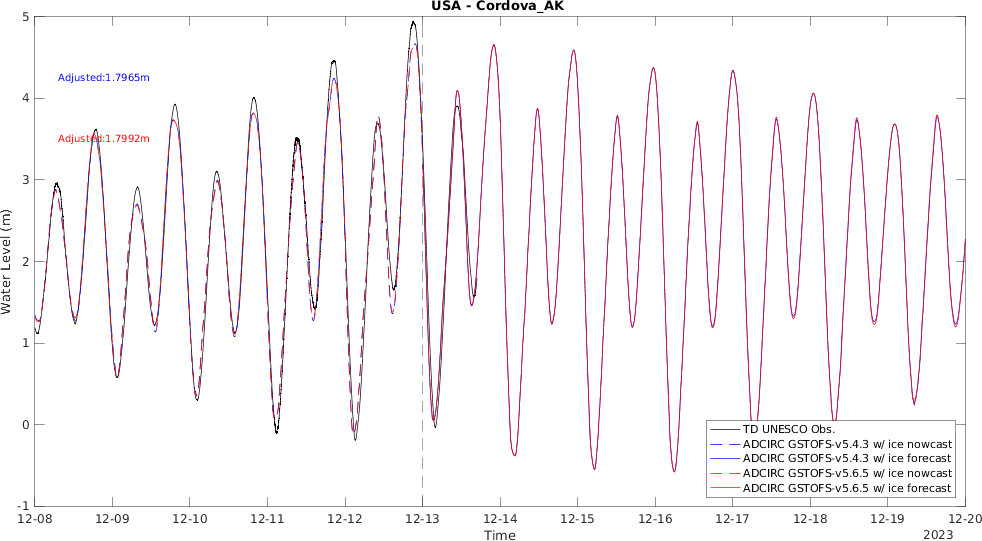 USA - Cordova_AK
Adjusted:1.7965m
Adjusted:1.7992m
Water Level (m)
5
4
3
2
1
0
-1
TD UNESCO Obs.
ADCIRC GSTOFS-v5.4.3 w/ ice nowcast
ADCIRC GSTOFS-v5.4.3 w/ ice forecast
ADCIRC GSTOFS-v5.6.5 w/ ice nowcast
ADCIRC GSTOFS-v5.6.5 w/ ice forecast
12-08 12-09 12-10 12-11 12-12 12-13 12-14 12-15 12-16 12-17 12-18 12-19 12-20
Time
2023